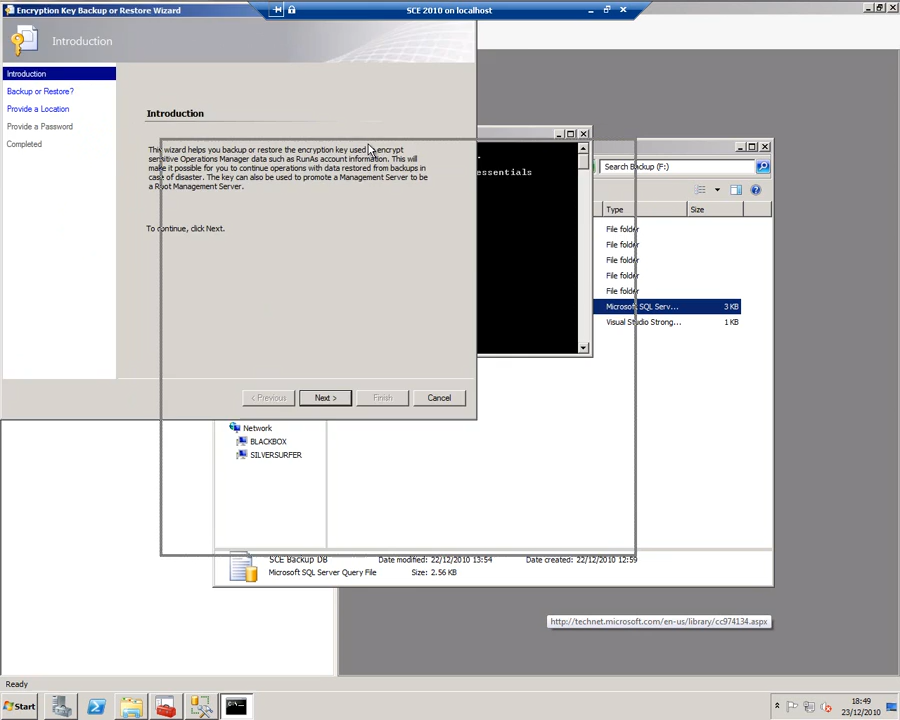 Encryption Key Backup or Restore Wizard
SCE 2010 on localhost
Introduction
Introduction
Backup or Restore?
Provide a Location
Provide a Password
Completed
Introduction
This wizard helps you backup or restore the encryption key used to encrypt
sensitive Operations Manager data such as RunAs account information. This will
make it possible for you to continue operations with data restored from backups in
case of disaster. The key can also be used to promote a Management Server to be
a Root Management Server.
To continue, click Next.
< Previous
Next >
Finish
Cancel
essentials
Search Backup (F:)
Type
Size
File folder
File folder
File folder
File folder
File folder
Microsoft SQL Serv...
3 KB
Visual Studio Strong...
1 KB
Network
BLACKBOX
SILVERSURFER
SCE Backup DB
Date modified: 22/12/2010 13:54
Date created: 22/12/2010 12:59
Microsoft SQL Server Query File
Size: 2.56 KB
http://technet.microsoft.com/en-us/library/cc974134.aspx
Ready
Start
18:49
23/12/2010